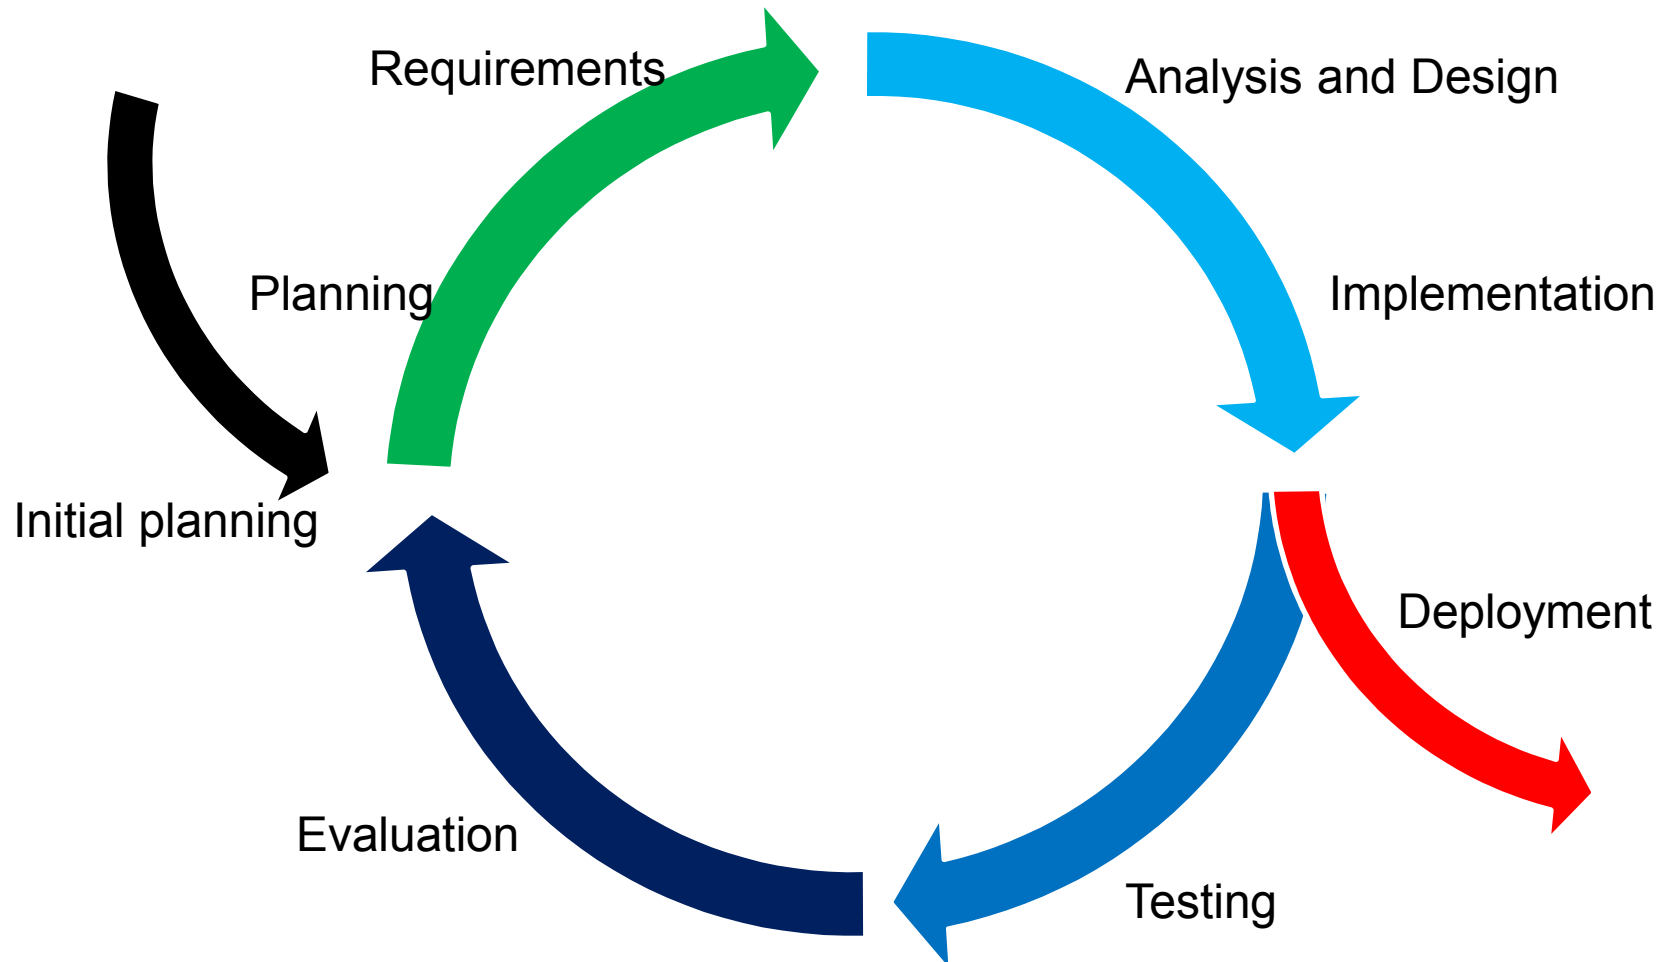 Requirements
Analysis and Design
Planning
Implementation
Initial planning
Deployment
Evaluation
Testing